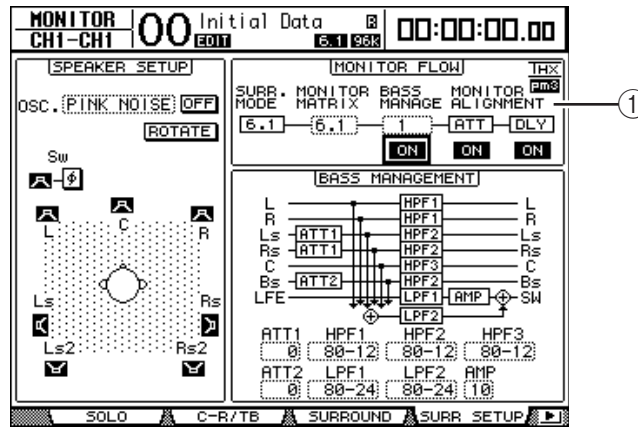 MONITOR
CH1-CH1
00 Initial Data R
EDIT 6.1 96k
00:00:00.00
SPEAKER SETUP
OSC. PINK NOISE OFF
ROTATE
Sw
Φ
L C R
Ls Rs
Ls2 Rs2
MONITOR FLOW
THX
pm3
SURR. MONITOR BASS MONITOR
MODE MATRIX MANAGE ALIGNMENT
6.1 6.1 1 ATT DLY
ON ON ON
1
BASS MANAGEMENT
L HPF1 L
R HPF1 R
Ls ATT1 HPF2 Ls
Rs ATT1 HPF2 Rs
C HPF3 C
Bs ATT2 HPF2 Bs
LFE LPF1 AMP SW
LPF2
ATT1 HPF1 HPF2 HPF3
0 80-12 80-12 80-12
ATT2 LPF1 LPF2 AMP
0 80-24 80-24 10
SOLO C-R/TB SURROUND SURR SETUP